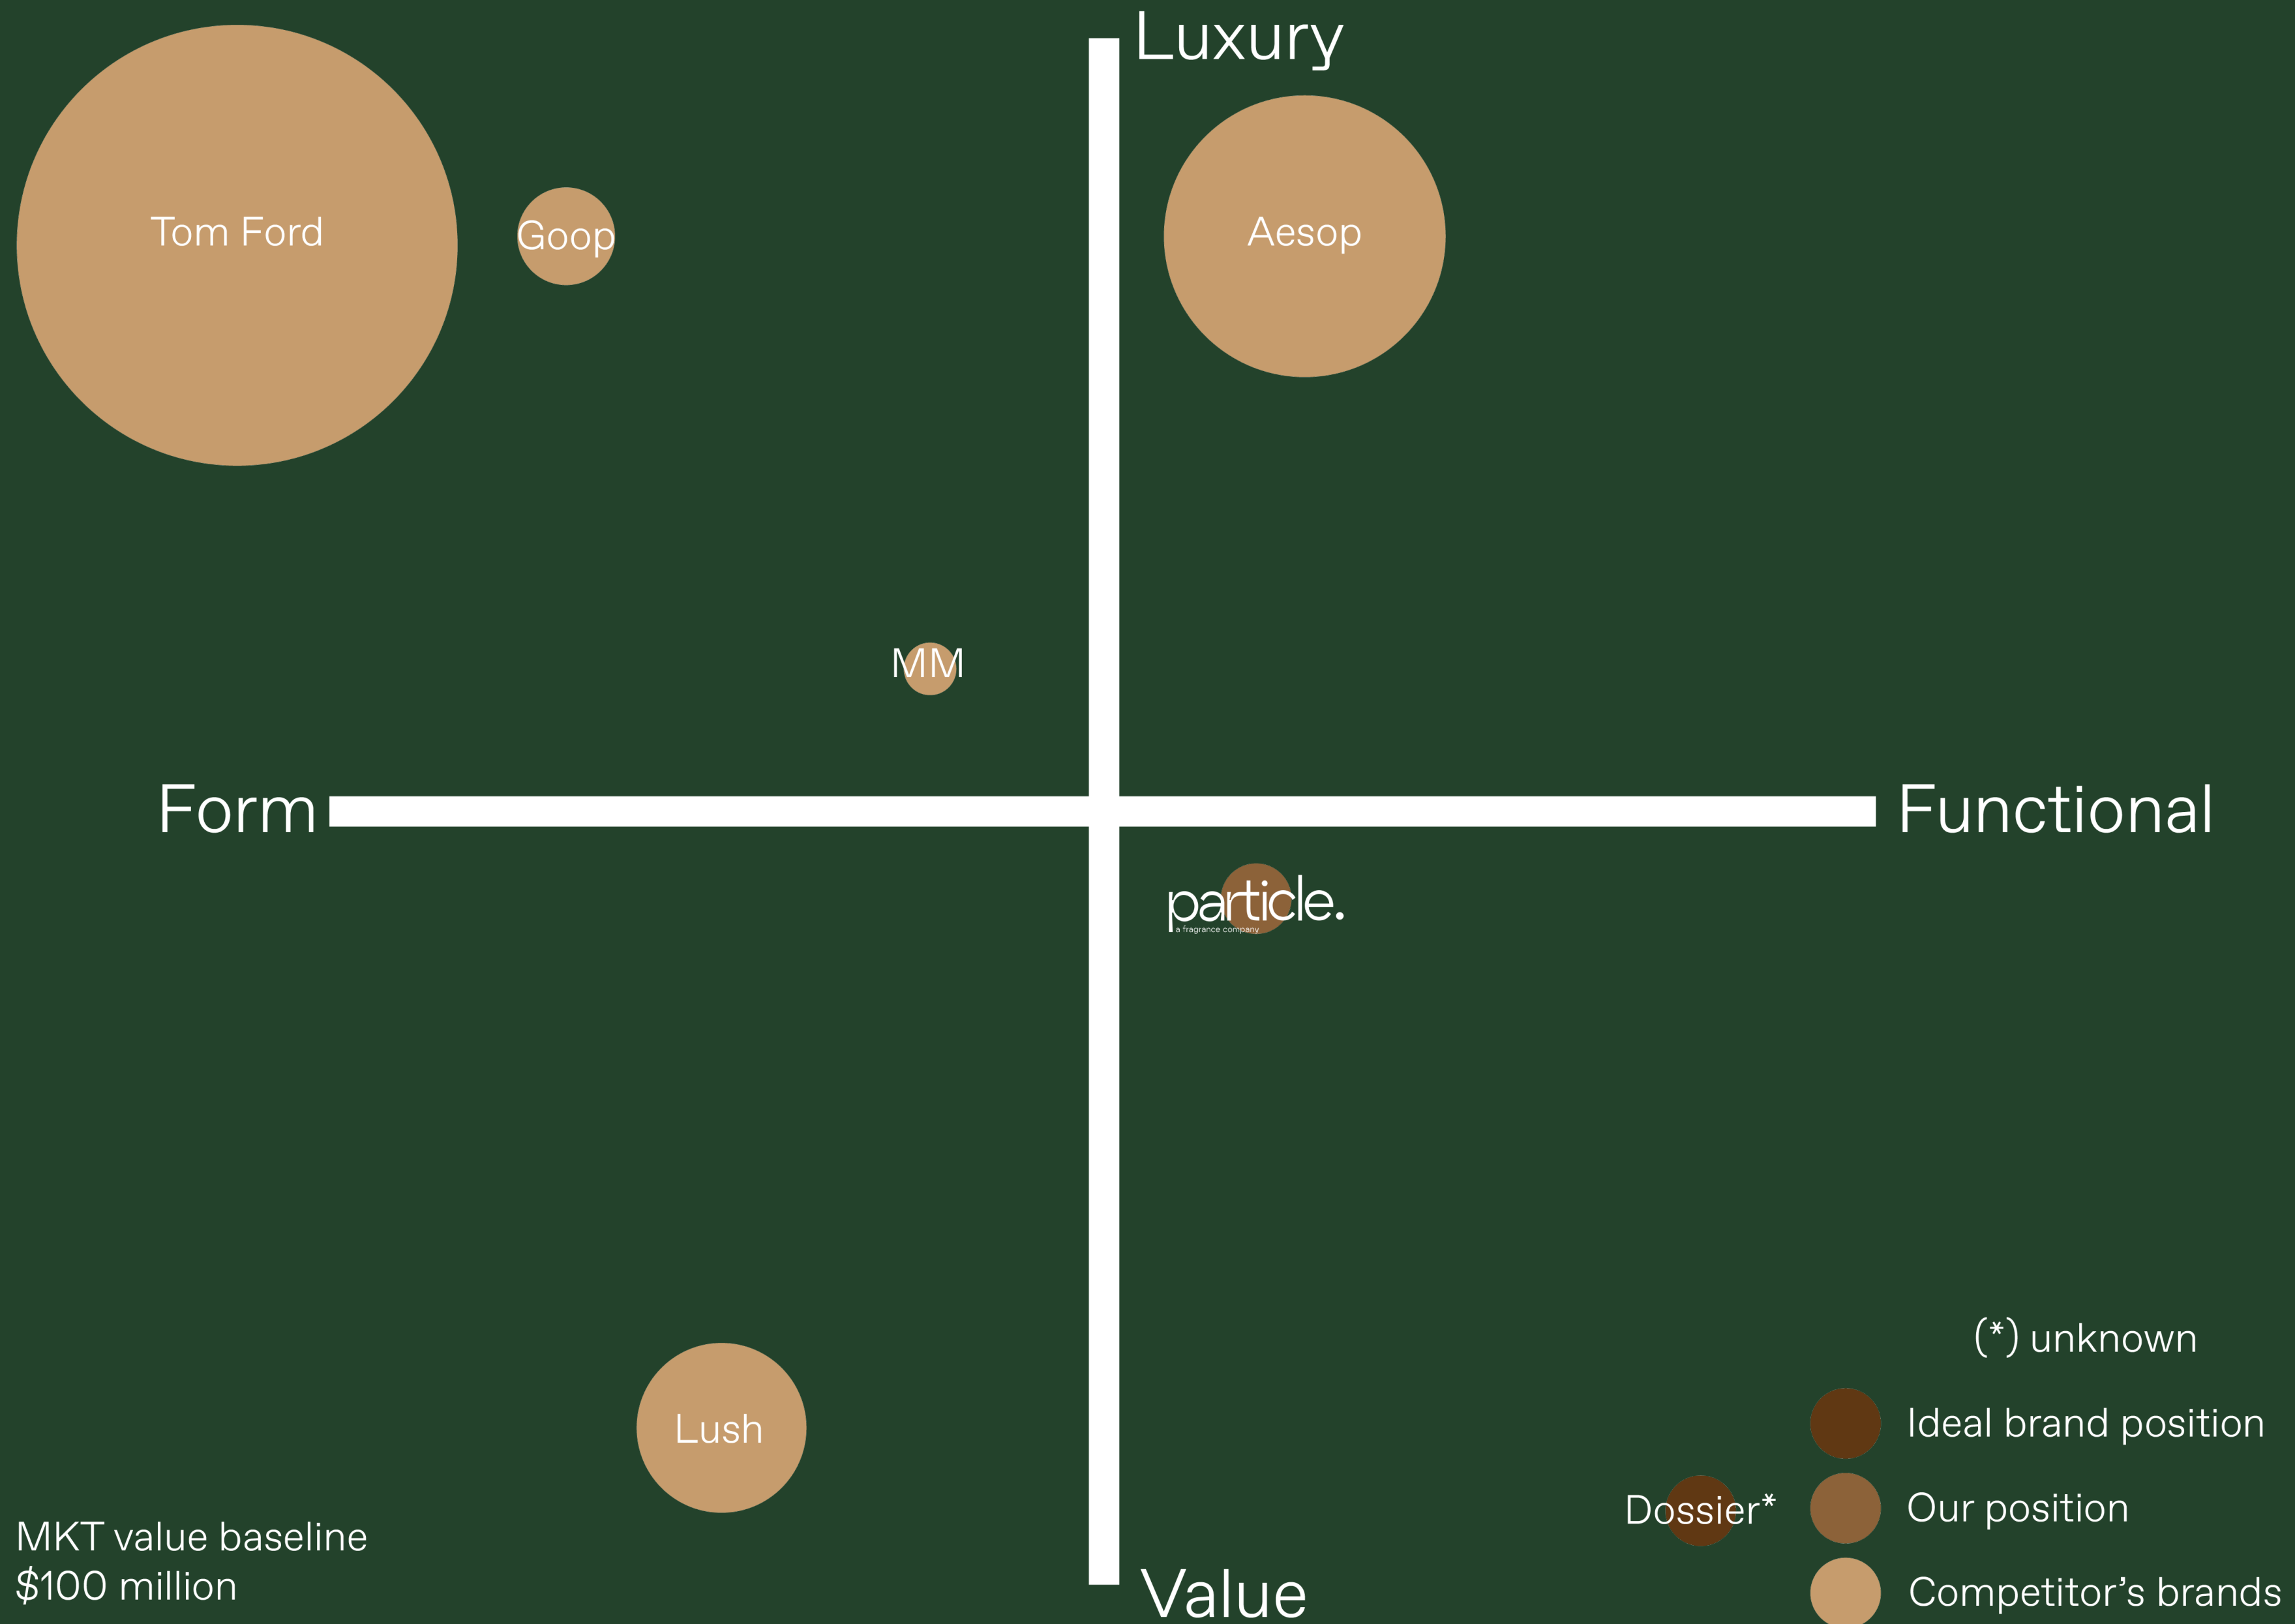 Luxury
Tom Ford
Goop
Aesop
MM
Form
Functional
particle.
a fragrance company
(*) unknown
Ideal brand position
Lush
Dossier*
Our position
MKT value baseline
$100 million
Value
Competitor’s brands